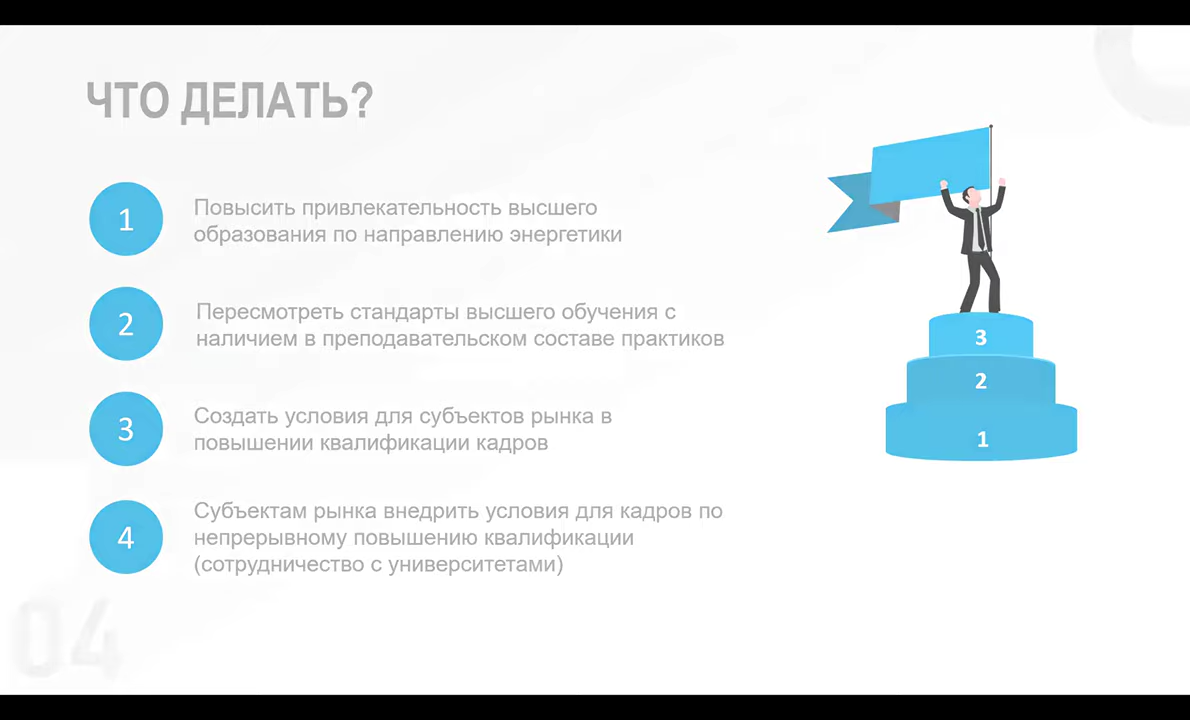 ЧТО ДЕЛАТЬ?
1
Повысить привлекательность высшего
образования по направлению энергетики
2
Пересмотреть стандарты высшего обучения с
наличием в преподавательском составе практиков
3
Создать условия для субъектов рынка в
повышении квалификации кадров
4
Субъектам рынка внедрить условия для кадров по
непрерывному повышению квалификации
(сотрудничество с университетами)
3
2
1
04